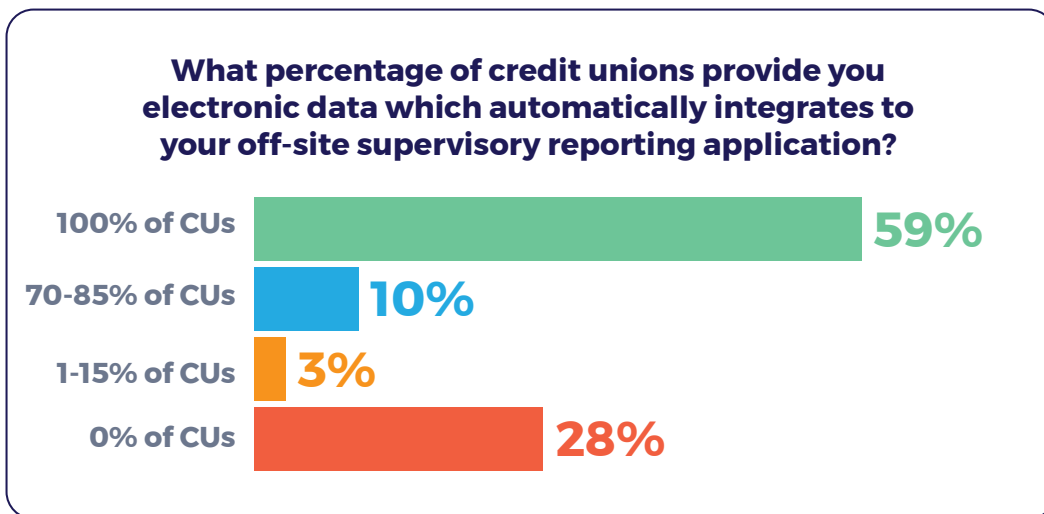 What percentage of credit unions provide you
electronic data which automatically integrates to
your off-site supervisory reporting application?
100% of CUs
59%
70-85% of CUs
10%
1-15% of CUs
3%
0% of CUs
28%